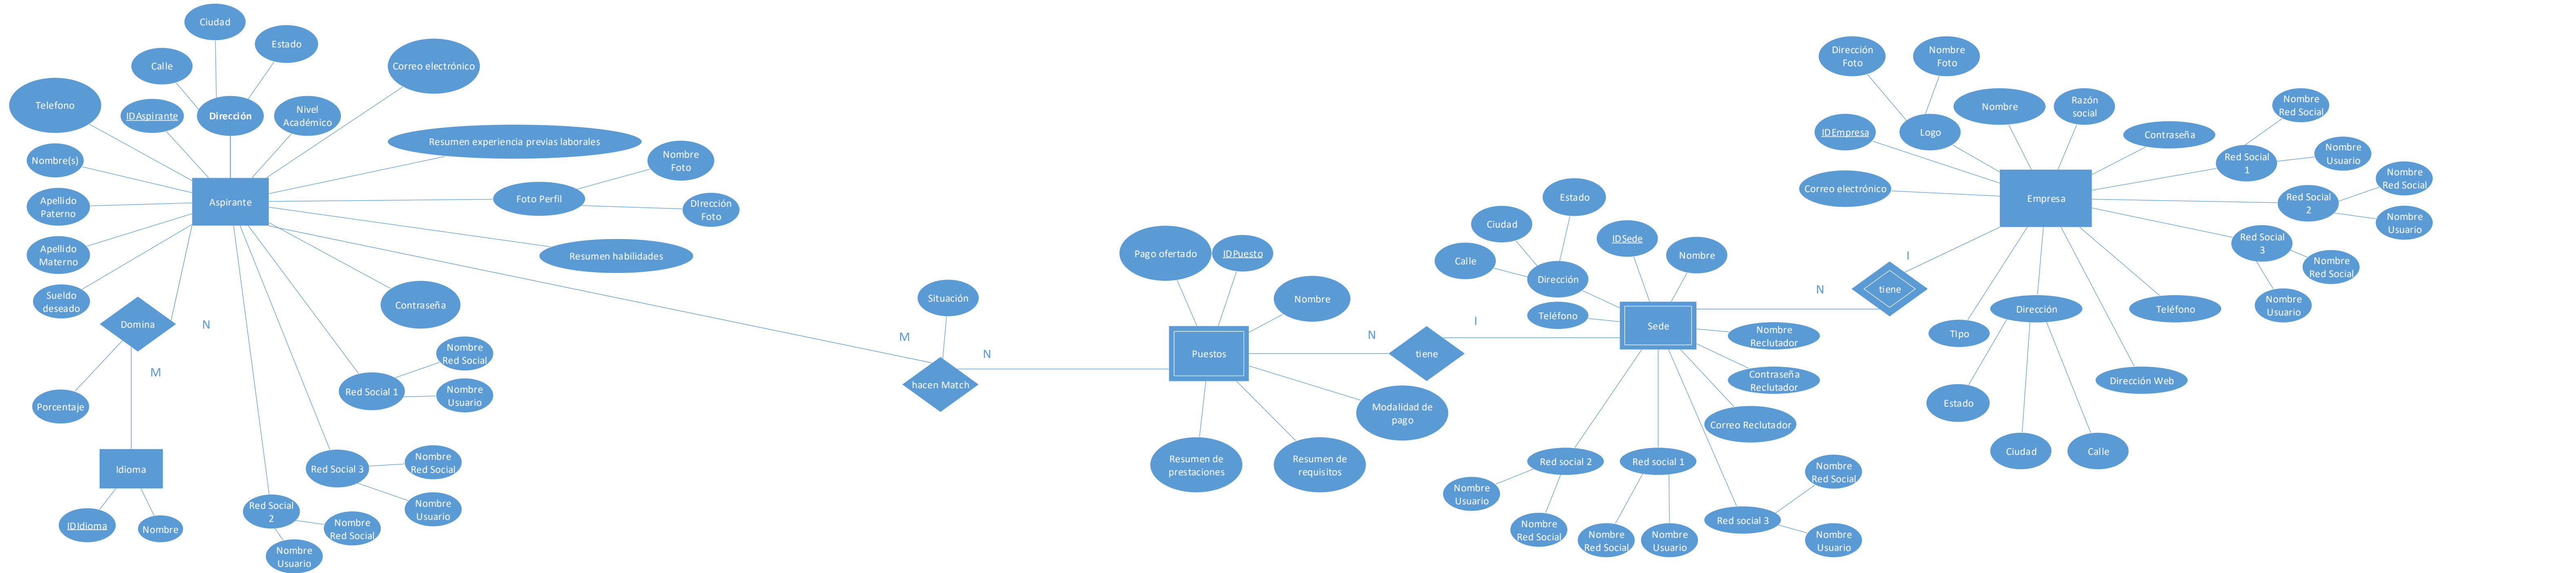 Ciudad
Estado
Calle
Correo electrónico
Telefono
IDAspirante
Dirección
Nivel
Académico
Resumen experiencia previas laborales
Nombre(s)
Nombre
Foto
Apellido
Paterno
Aspirante
Foto Perfil
DIrección
Foto
Apellido
Materno
Resumen habilidades
Sueldo
deseado
Contraseña
Domina
N
M
Porcentaje
Nombre
Red Social
Red Social 1
Nombre
Usuario
Idioma
IDIdioma
Nombre
Red Social 3
Nombre
Red Social
Nombre
Usuario
Red Social
2
Nombre
Red Social
Nombre
Usuario
Situación
M
hacen Match
N
Pago ofertado
IDPuesto
Nombre
Puestos
Modalidad de
pago
Resumen de
prestaciones
Resumen de
requisitos
N
tiene
I
Estado
Ciudad
Calle
Dirección
IDSede
Nombre
Teléfono
Sede
Nombre
Reclutador
Contraseña
Reclutador
Correo Reclutador
Red social 2
Nombre
Usuario
Nombre
Red Social
Red social 1
Nombre
Red Social
Nombre
Usuario
Red social 3
Nombre
Red Social
Nombre
Usuario
N
tiene
I
Dirección
Foto
Nombre
Foto
IDEmpresa
Logo
Nombre
Razón
social
Contraseña
Correo electrónico
Empresa
Red Social
1
Nombre
Red Social
Nombre
Usuario
Red Social
2
Nombre
Red Social
Nombre
Usuario
Red Social
3
Nombre
Red Social
Nombre
Usuario
TIpo
Dirección
Teléfono
Estado
Ciudad
Calle
Dirección Web